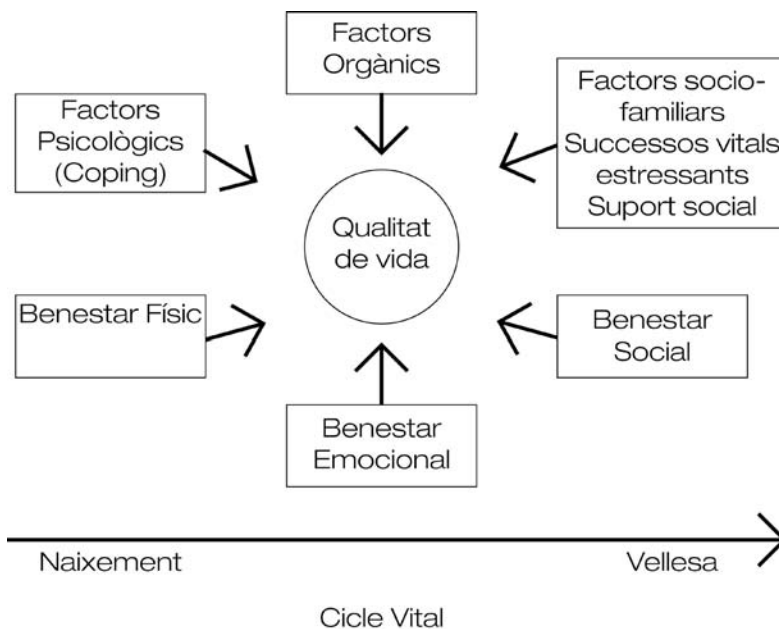 Factors
Orgànics
Factors
Psicològics
(Coping)
Factors socio-
familiars
Successos vitals
estressants
Suport social
Qualitat
de vida
Benestar Físic
Benestar
Social
Benestar
Emocional
Naixement
Vellesa
Cicle Vital